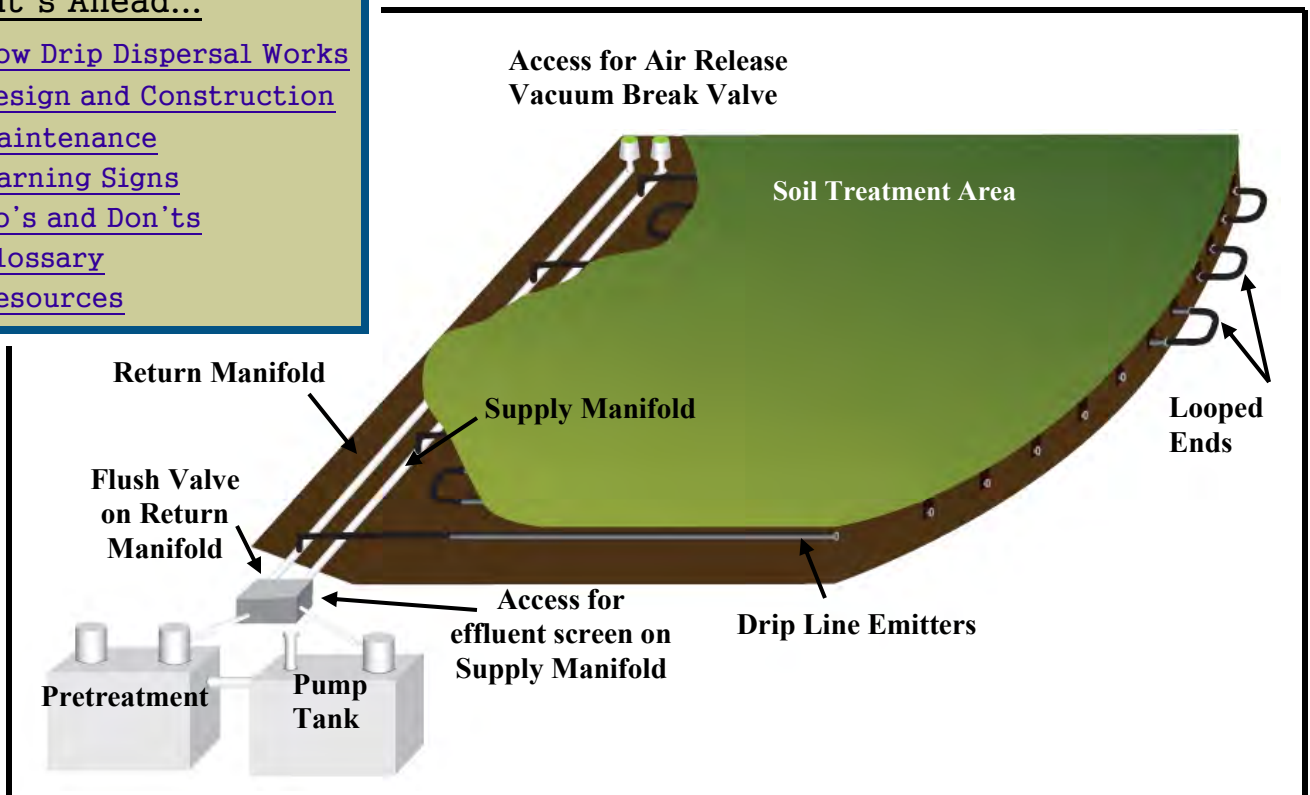 t's Ahead...
ow Drip Dispersal Works
esign and Construction
aintenance
arning Signs
o's and Don'ts
lossary
esources
Access for Air Release
Vacuum Break Valve
Soil Treatment Area
Return Manifold
Supply Manifold
Looped
Ends
Flush Valve
on Return
Manifold
Access for
effluent screen on
Supply Manifold
Drip Line Emitters
Pretreatment
Pump
Tank